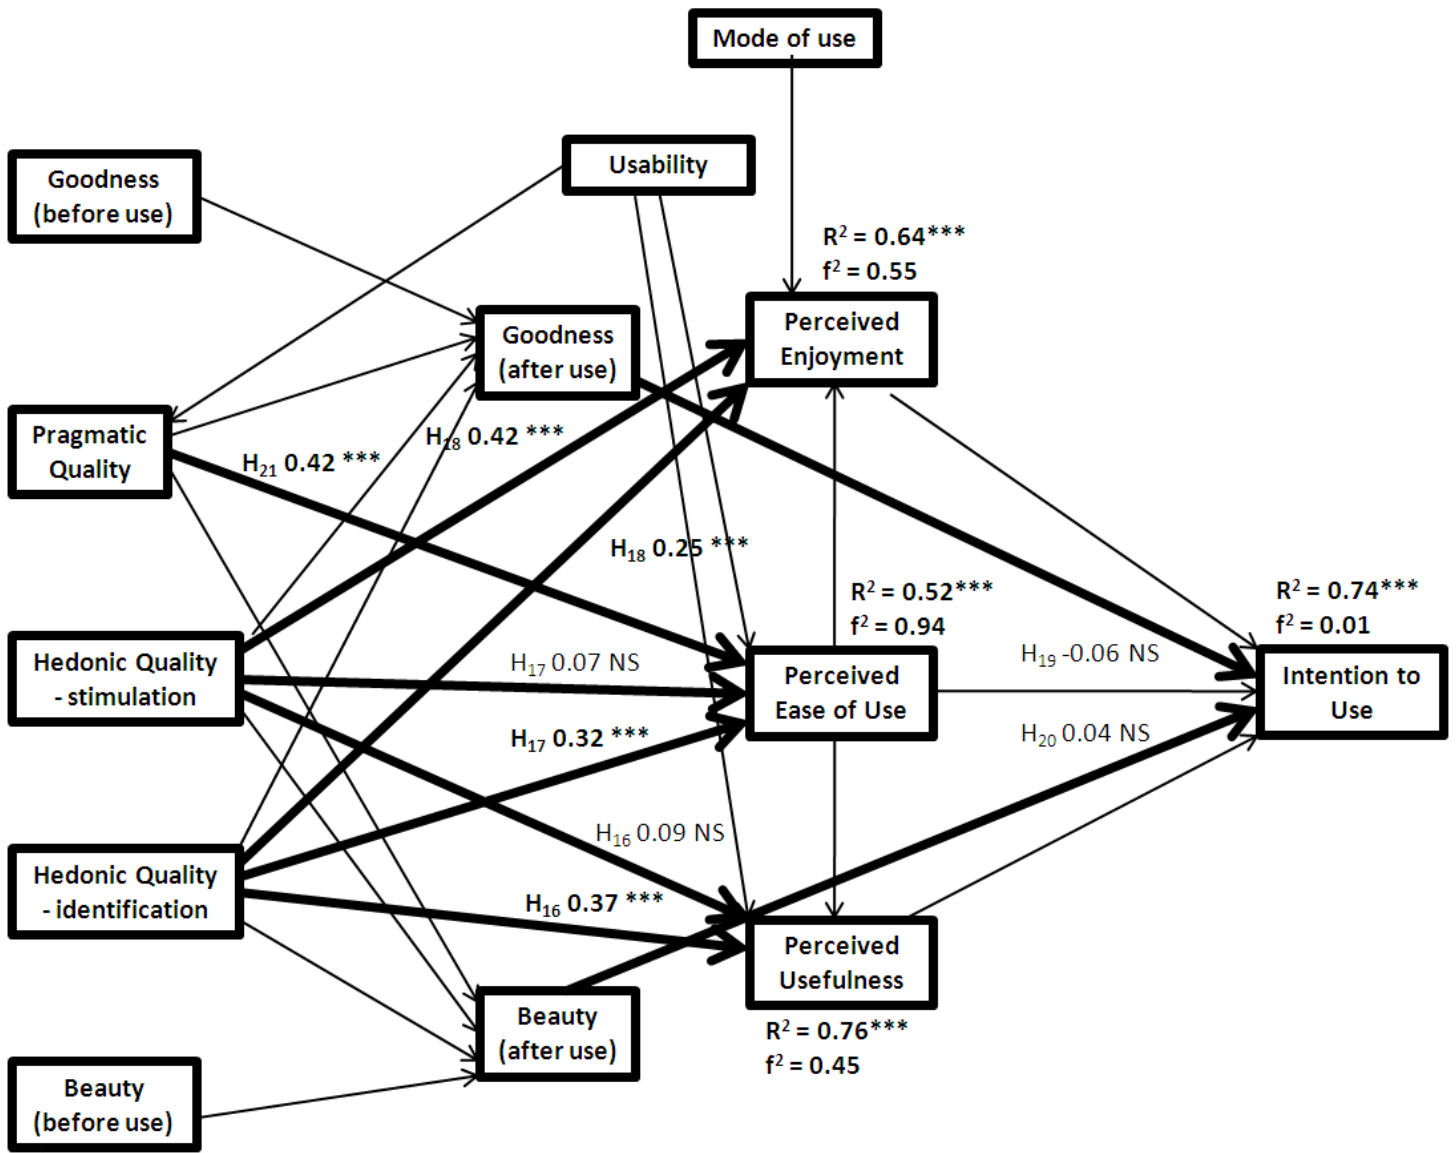 Mode of use
Usability
Goodness
(before use)
R² = 0.64***
f² = 0.55
Perceived
Enjoyment
Goodness
(after use)
Pragmatic
Quality
H₁₈ 0.42 ***
H₂₁ 0.42 ***
H₁₈ 0.25 ***
R² = 0.52***
f² = 0.94
R² = 0.74***
f² = 0.01
Hedonic Quality
- stimulation
H₁₇ 0.07 NS
Perceived
Ease of Use
H₁₉ -0.06 NS
Intention to
Use
H₁₇ 0.32 ***
H₂₀ 0.04 NS
H₁₆ 0.09 NS
Hedonic Quality
- identification
H₁₆ 0.37 ***
Perceived
Usefulness
R² = 0.76***
f² = 0.45
Beauty
(after use)
Beauty
(before use)